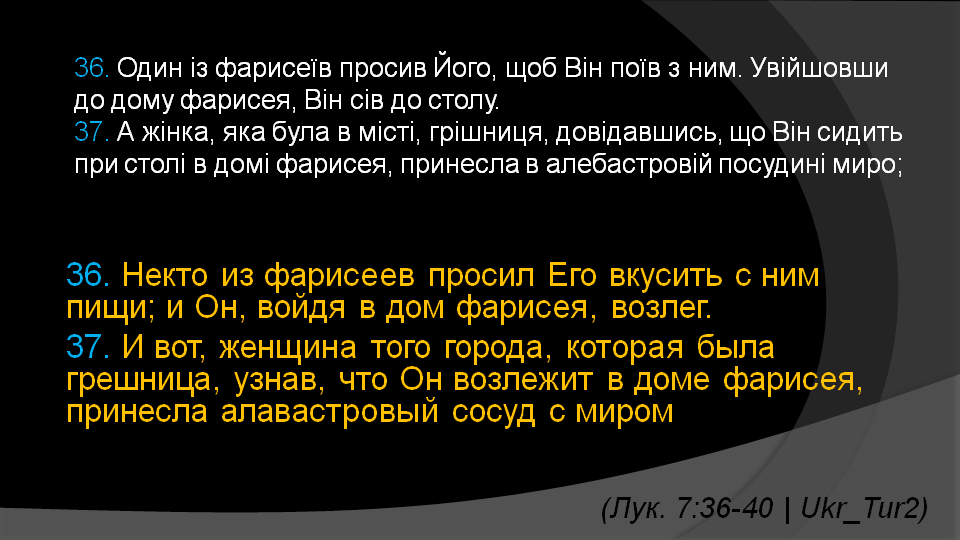 36. Один із фарисеїв просив Його, щоб Він поїв з ним. Увійшовши
до дому фарисея, Він сів до столу.
37. А жінка, яка була в місті, грішниця, довідавшись, що Він сидить
при столі в домі фарисея, принесла в алебастровій посудині миро;
36. Некто из фарисеев просил Его вкусить с ним
пищи; и Он, войдя в дом фарисея, возлег.
37. И вот, женщина того города, которая была
грешница, узнав, что Он возлежит в доме фарисея,
принесла алавастровый сосуд с миром
(Лук. 7:36-40 | Ukr_Tur2)